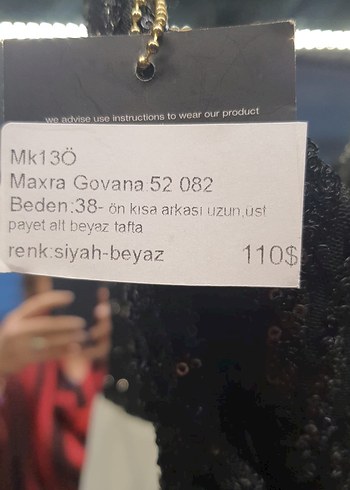 we advise use instructions to wear our product
Mk13Ö
Maxra Govana:52 082
Beden:38- ön kısa arkası uzun,üst
payet alt beyaz tafta
renk:siyah-beyaz 110$